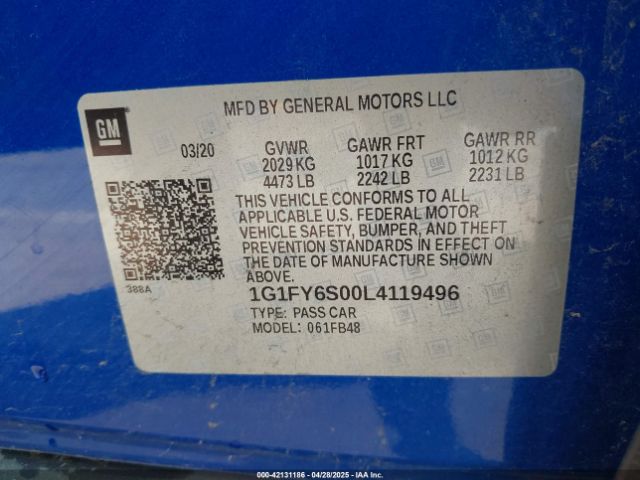 GM
MFD BY GENERAL MOTORS LLC
03/20 GVWR GAWR FRT GAWR RR
2029 KG 1017 KG 1012 KG
4473 LB 2242 LB 2231 LB
THIS VEHICLE CONFORMS TO ALL
APPLICABLE U.S. FEDERAL MOTOR
VEHICLE SAFETY, BUMPER, AND THEFT
PREVENTION STANDARDS IN EFFECT ON
THE DATE OF MANUFACTURE SHOWN
ABOVE.
388A
1G1FY6S00L4119496
TYPE: PASS CAR
MODEL: 061FB48
000-42131186 - 04/28/2025 - IAA Inc.